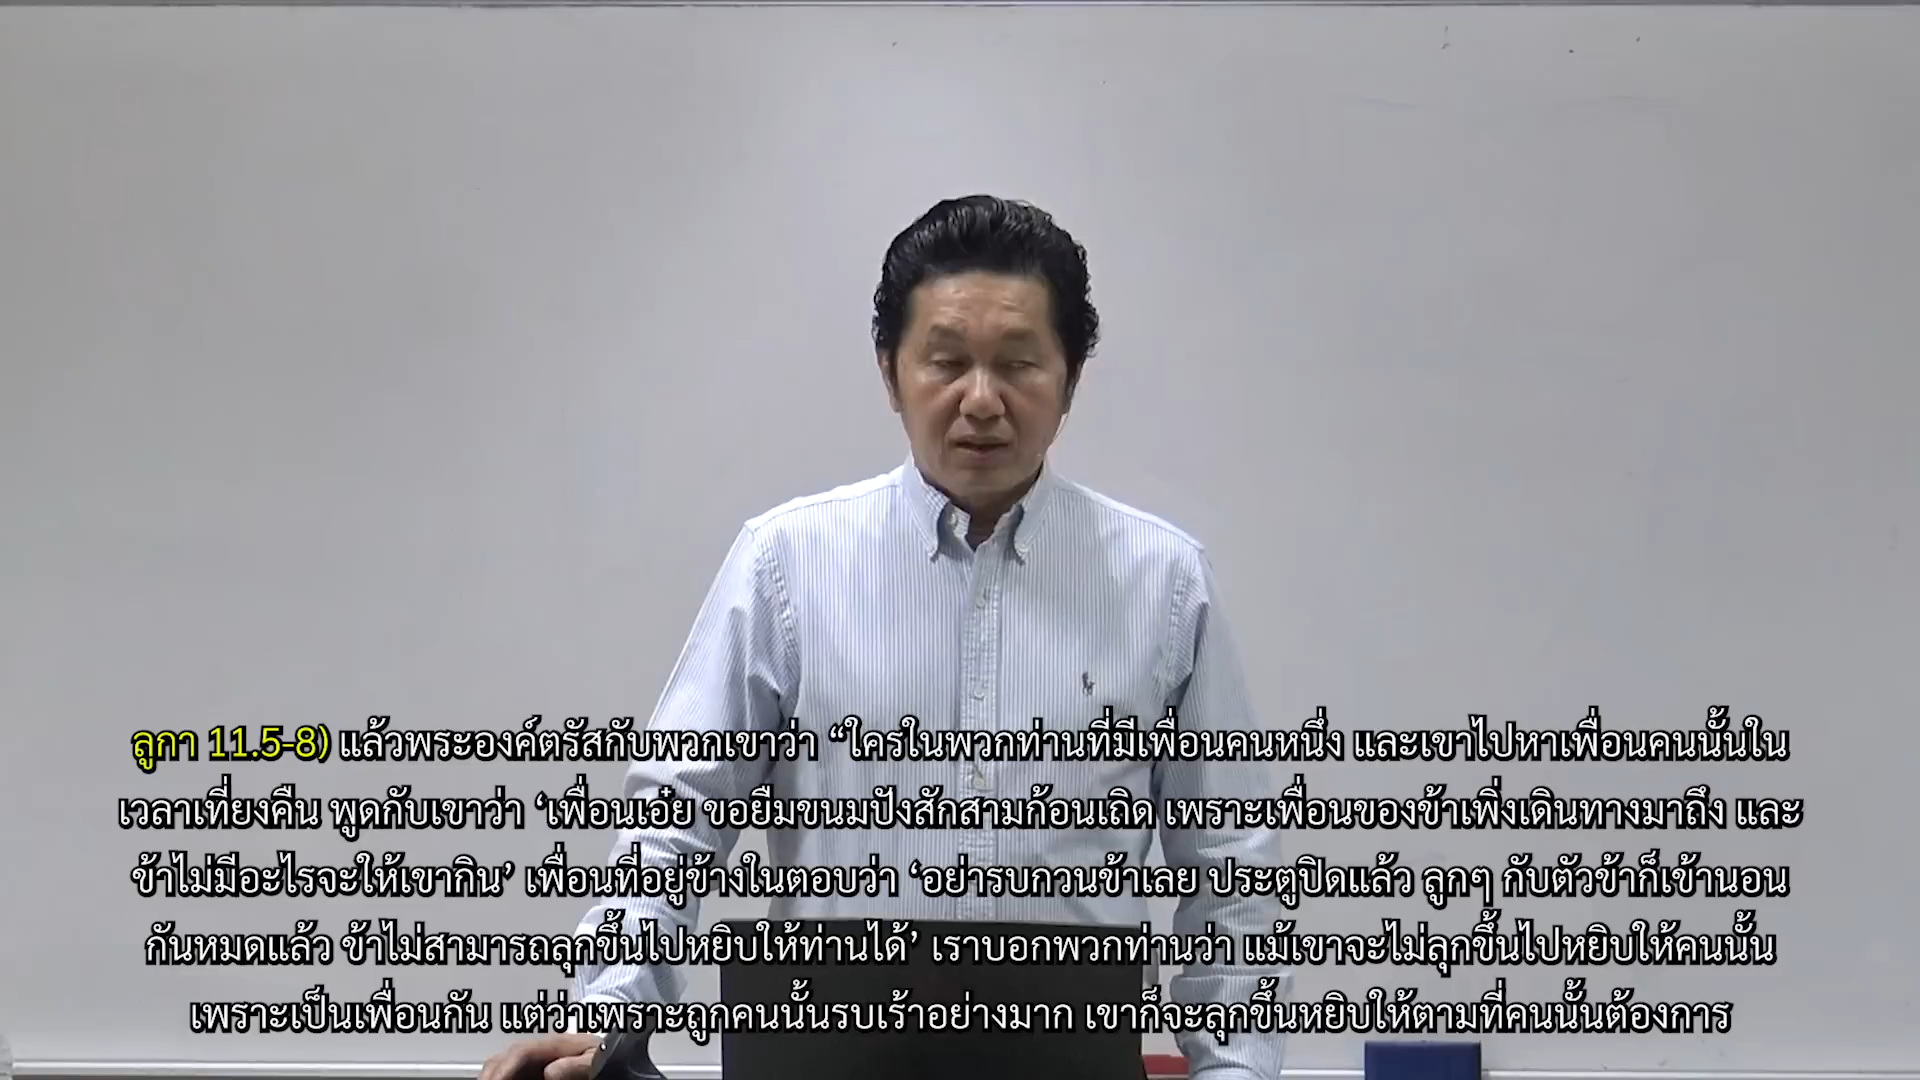 ลูกา 11.5-8) แล้วพระองค์ตรัสกับพวกเขาว่า “ใครในพวกท่านที่มีเพื่อนคนหนึ่ง และเขาไปหาเพื่อนคนนั้นใน
เวลาเที่ยงคืน พูดกับเขาว่า ‘เพื่อนเอ๋ย ขอยืมขนมปังสักสามก้อนเถิด เพราะเพื่อนของข้าเพิ่งเดินทางมาถึง และ
ข้าไม่มีอะไรจะให้เขากิน’ เพื่อนที่อยู่ข้างในตอบว่า ‘อย่ารบกวนข้าเลย ประตูปิดแล้ว ลูกๆ กับตัวข้าก็เข้านอน
กันหมดแล้ว ข้าไม่สามารถลุกขึ้นไปหยิบให้ท่านได้’ เราบอกพวกท่านว่า แม้เขาจะไม่ลุกขึ้นไปหยิบให้คนนั้น
เพราะเป็นเพื่อนกัน แต่ว่าเพราะถูกคนนั้นรบเร้าอย่างมาก เขาก็จะลุกขึ้นหยิบให้ตามที่คนนั้นต้องการ